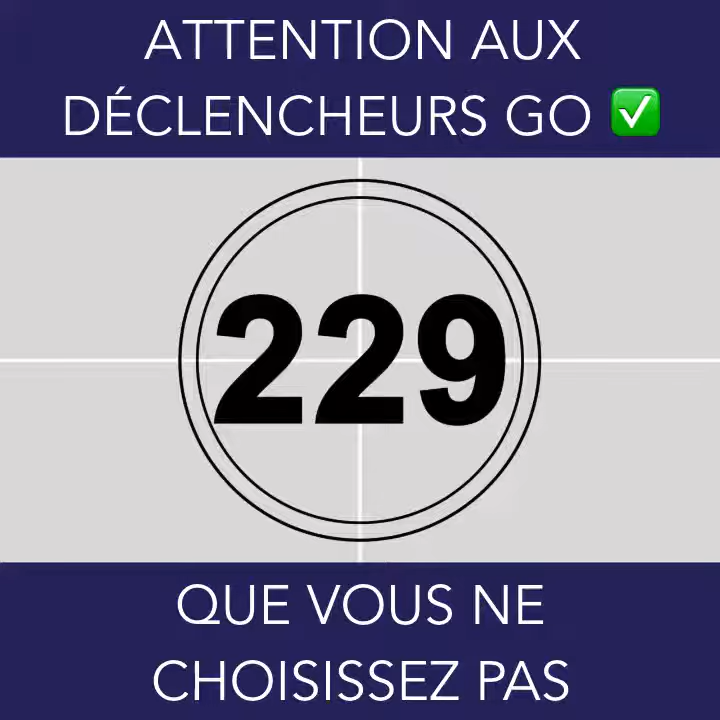 ATTENTION AUX
DÉCLENCHEURS GO ✅
229
QUE VOUS NE
CHOISISSEZ PAS